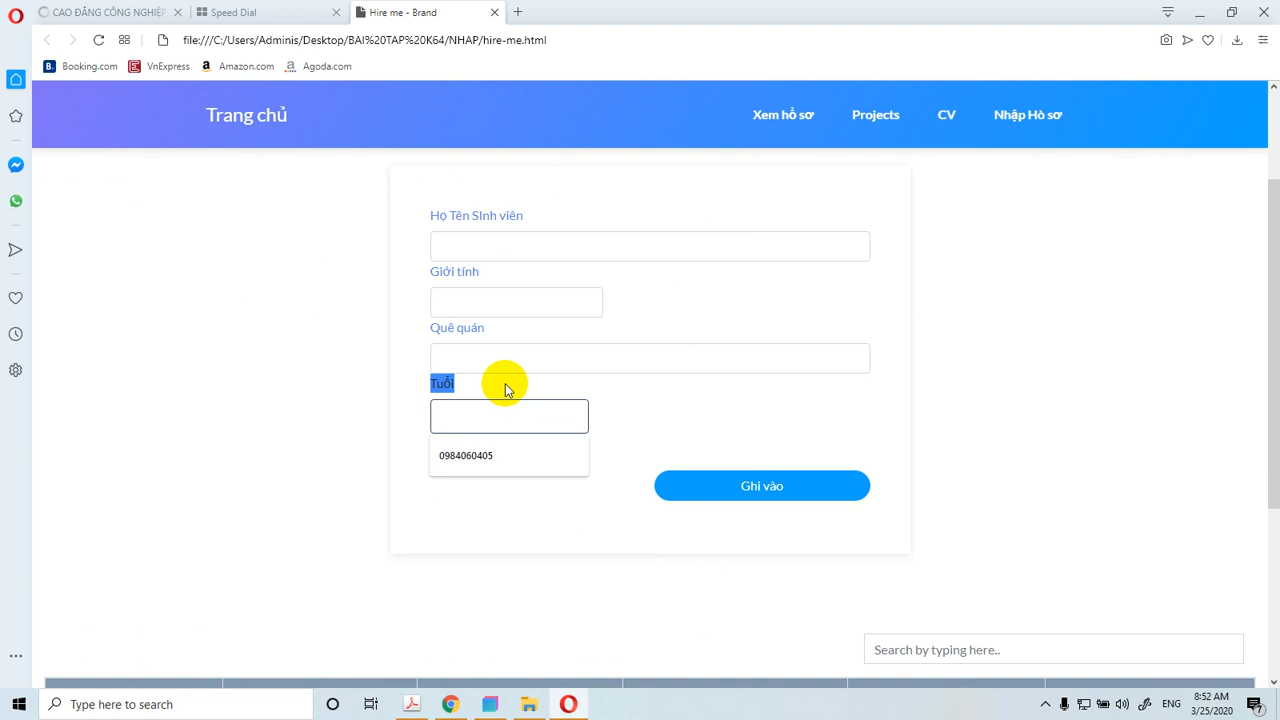 CAO ĐẲNG CÔNG NGHIỆP
Speed Dial
Hire me - Brand
file:///C:/Users/Adminis/Desktop/BAI%20TAP%20K64/NHAP/hire-me.html
B.
Booking.com
VnExpress
a
Amazon.com
a
Agoda.com
Trang chủ
Xem hồ sơ
Projects
CV
Nhập Hò sơ
Họ Tên SInh viên
Giới tính
Quê quán
Tuổi
0984060405
Ghi vào
Search by typing here..
Type here to search
ENG
8:52 AM
3/25/2020
7